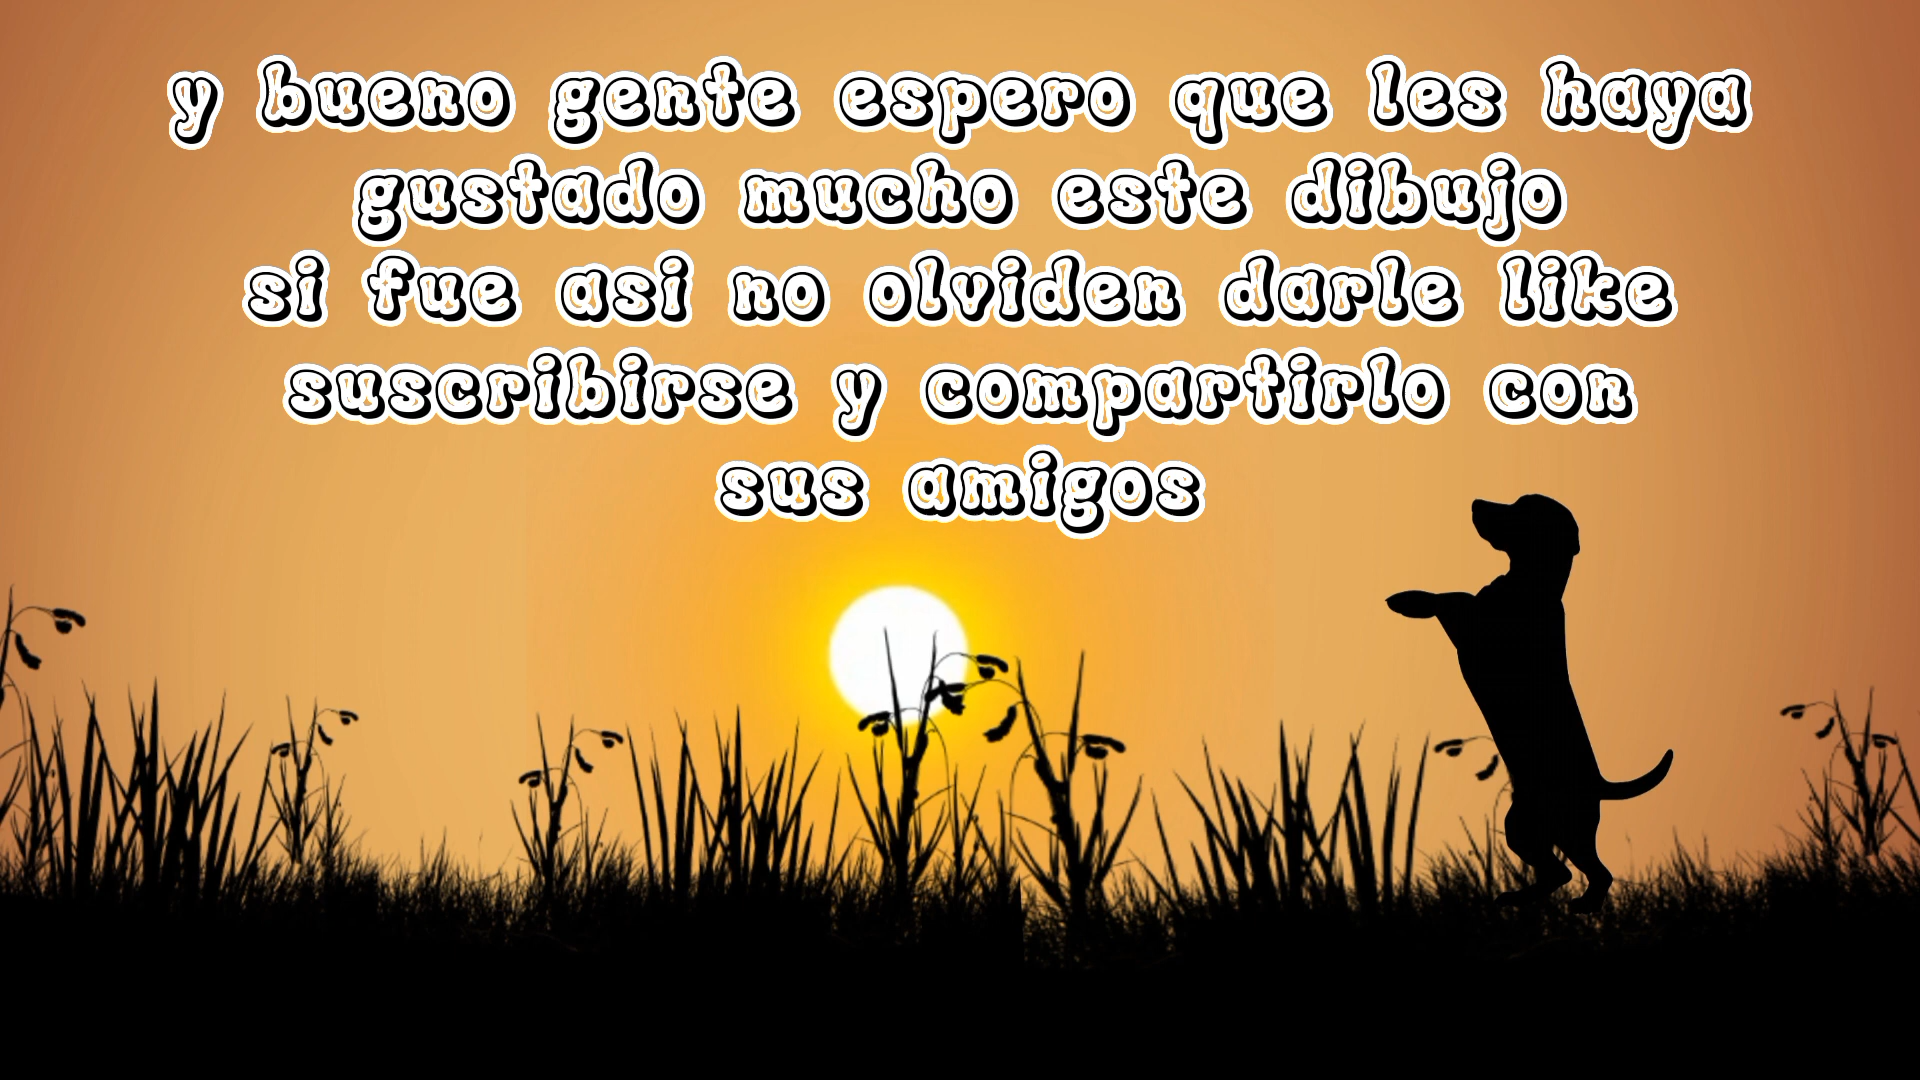 y bueno gente espero que les haya
gustado mucho este dibujo
si fue asi no olviden darle like
suscribirse y compartirlo con
sus amigos